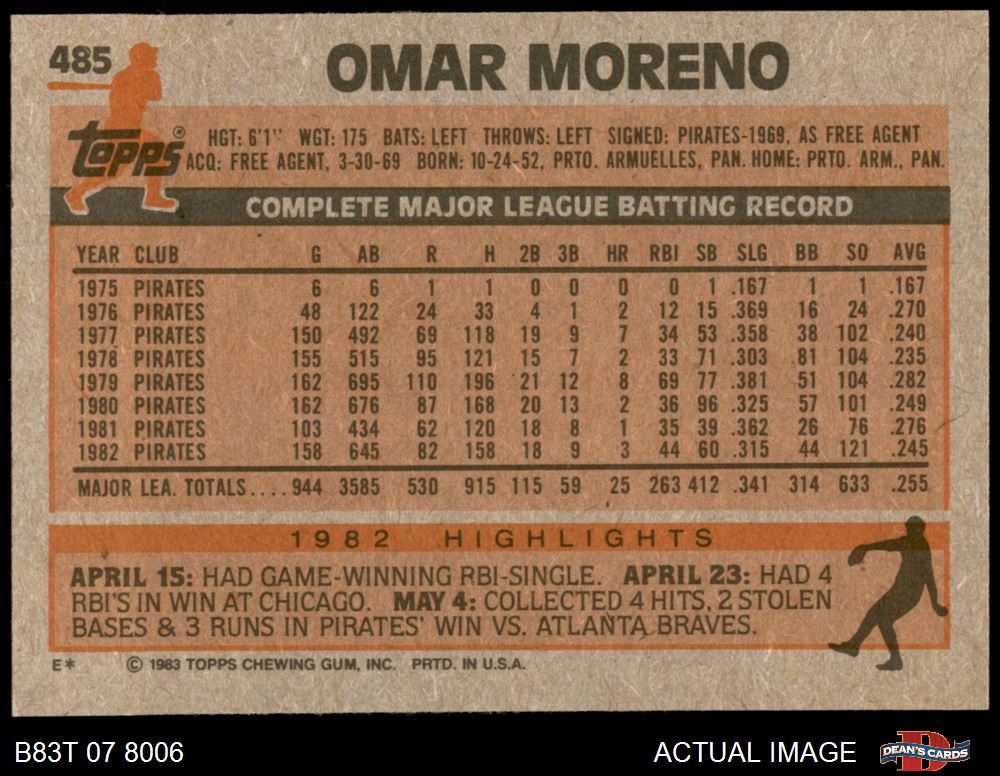 485
OMAR MORENO
Topps®
HGT: 6'1" WGT: 175 BATS: LEFT THROWS: LEFT SIGNED: PIRATES-1969, AS FREE AGENT
ACQ: FREE AGENT, 3-30-69 BORN: 10-24-52, PRTO. ARMUELLES, PAN. HOME: PRTO. ARM., PAN.
COMPLETE MAJOR LEAGUE BATTING RECORD
YEAR CLUB G AB R H 2B 3B HR RBI SB SLG BB SO AVG
1975 PIRATES 6 6 1 1 0 0 0 0 1 .167 1 1 .167
1976 PIRATES 48 122 24 33 4 1 2 12 15 .369 16 24 .270
1977 PIRATES 150 492 69 118 19 9 7 34 53 .358 38 102 .240
1978 PIRATES 155 515 95 121 15 7 2 33 71 .303 81 104 .235
1979 PIRATES 162 695 110 196 21 12 8 69 77 .381 51 104 .282
1980 PIRATES 162 676 87 168 20 13 2 36 96 .325 57 101 .249
1981 PIRATES 103 434 62 120 18 8 1 35 39 .362 26 76 .276
1982 PIRATES 158 645 82 158 18 9 3 44 60 .315 44 121 .245
MAJOR LEA. TOTALS.... 944 3585 530 915 115 59 25 263 412 .341 314 633 .255
1982 HIGHLIGHTS
APRIL 15: HAD GAME-WINNING RBI-SINGLE. APRIL 23: HAD 4
RBI'S IN WIN AT CHICAGO. MAY 4: COLLECTED 4 HITS, 2 STOLEN
BASES & 3 RUNS IN PIRATES' WIN VS. ATLANTA BRAVES.
E* © 1983 TOPPS CHEWING GUM, INC. PRTD. IN U.S.A.
B83T 07 8006 ACTUAL IMAGE D DEAN'S CARDS